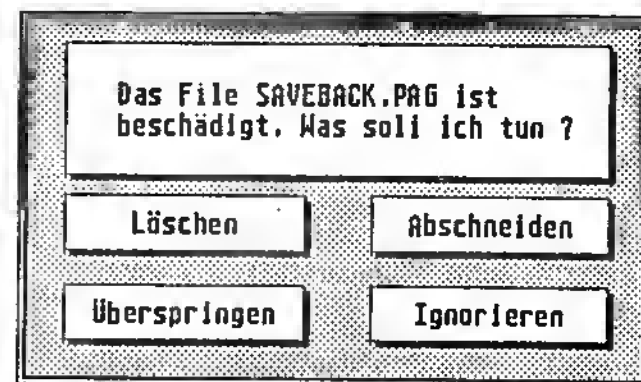 Das File SAVEBACK.PAG ist
beschädigt. Was soll ich tun ?
Löschen
Abschneiden
Überspringen
Ignorieren